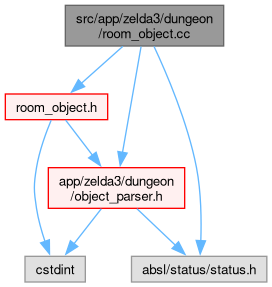 src/app/zelda3/dungeon
/room_object.cc
room_object.h
app/zelda3/dungeon
/object_parser.h
cstdint
absl/status/status.h